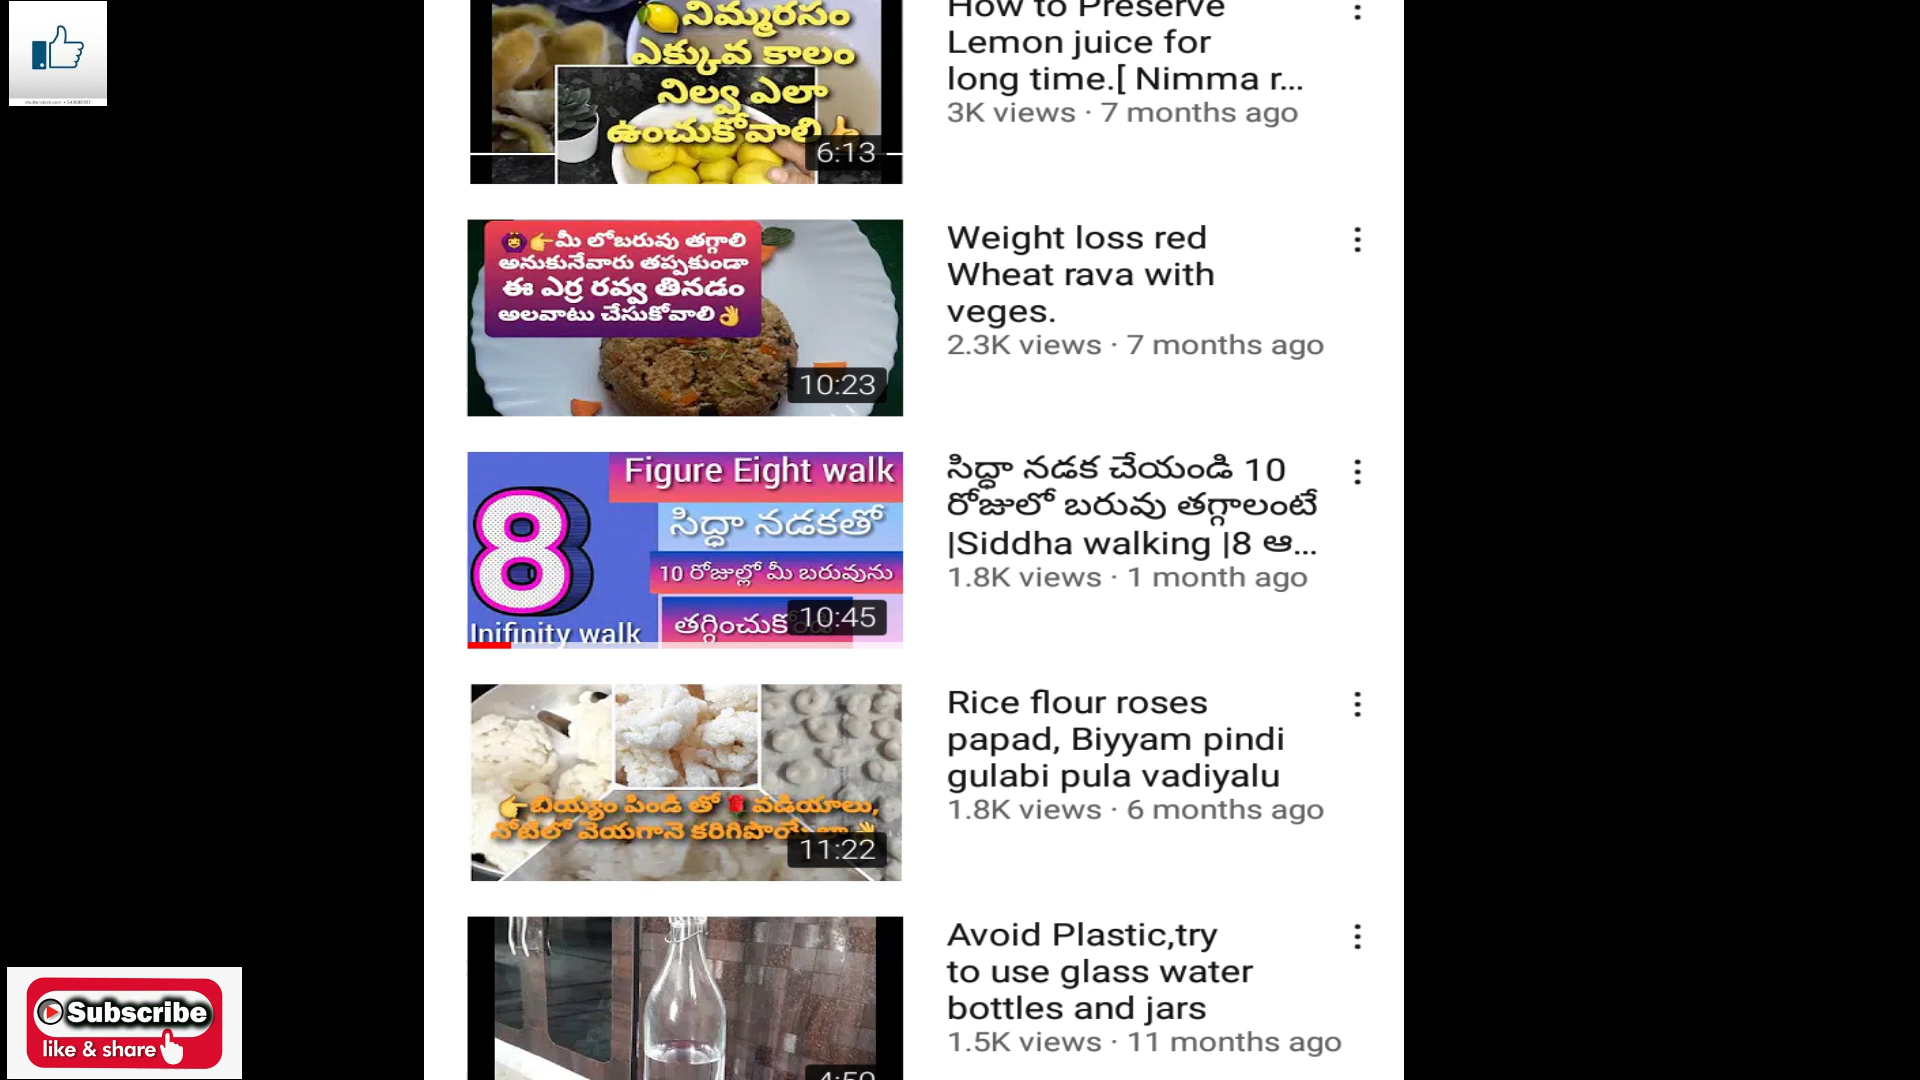 నిమ్మరసం
ఎక్కువ కాలం
నిల్వ ఎలా
ఉంచుకోవాలి
6:13
How to Preserve
Lemon juice for
long time.[ Nimma r...
3K views · 7 months ago
మీ లోబరువు తగ్గాలి
అనుకునేవారు తప్పకుండా
ఈ ఎర్ర రవ్వ తినడం
అలవాటు చేసుకోవాలి
10:23
Weight loss red
Wheat rava with
veges.
2.3K views · 7 months ago
Figure Eight walk
8
సిద్ధా నడకతో
10 రోజుల్లో మీ బరువును
Inifinity walk
10:45
సిద్ధా నడక చేయండి 10
రోజులో బరువు తగ్గాలంటే
|Siddha walking |8 ఆ...
1.8K views · 1 month ago
బియ్యం పిండి తో వడియాలు,
నోటిలో వేయగానే
11:22
Rice flour roses
papad, Biyyam pindi
gulabi pula vadiyalu
1.8K views · 6 months ago
4:59
Avoid Plastic,try
to use glass water
bottles and jars
1.5K views · 11 months ago
Subscribe
like & share